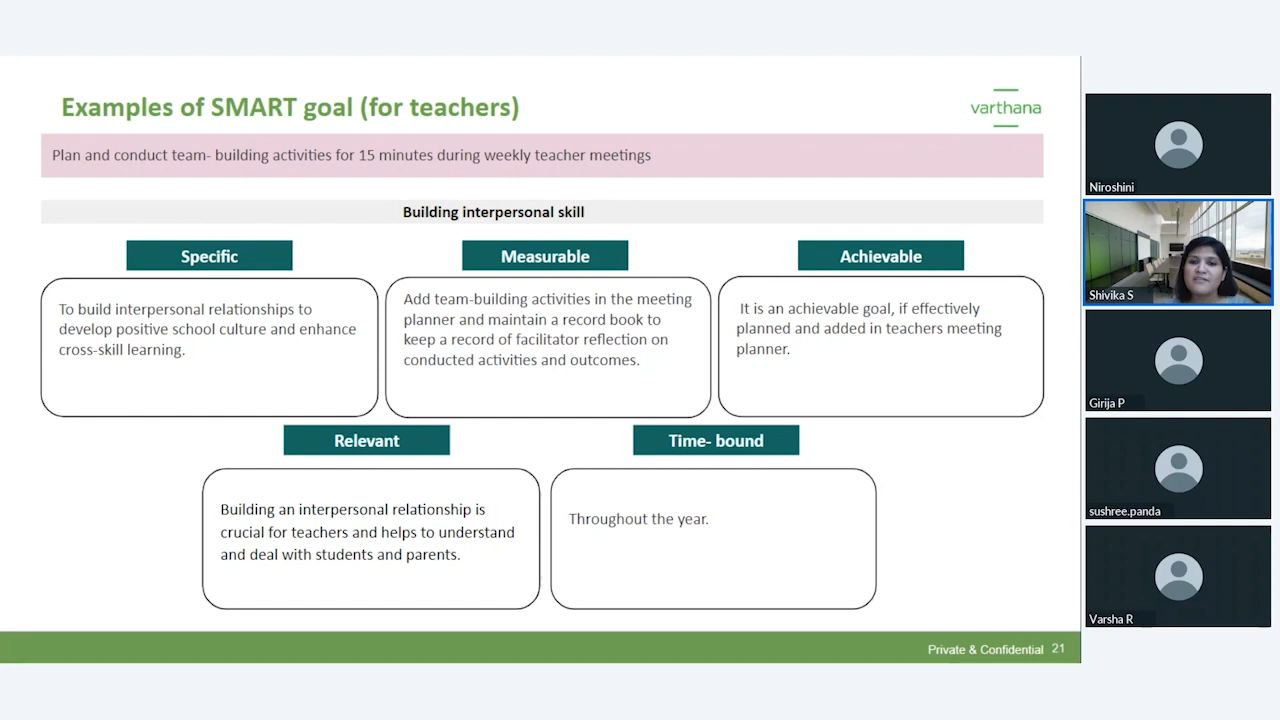 Examples of SMART goal (for teachers)
varthana
Plan and conduct team- building activities for 15 minutes during weekly teacher meetings
Building interpersonal skill
Specific
To build interpersonal relationships to
develop positive school culture and enhance
cross-skill learning.
Measurable
Add team-building activities in the meeting
planner and maintain a record book to
keep a record of facilitator reflection on
conducted activities and outcomes.
Achievable
It is an achievable goal, if effectively
planned and added in teachers meeting
planner.
Relevant
Building an interpersonal relationship is
crucial for teachers and helps to understand
and deal with students and parents.
Time- bound
Throughout the year.
Private & Confidential 21
Niroshini
Shivika S
Girija P
sushree.panda
Varsha R